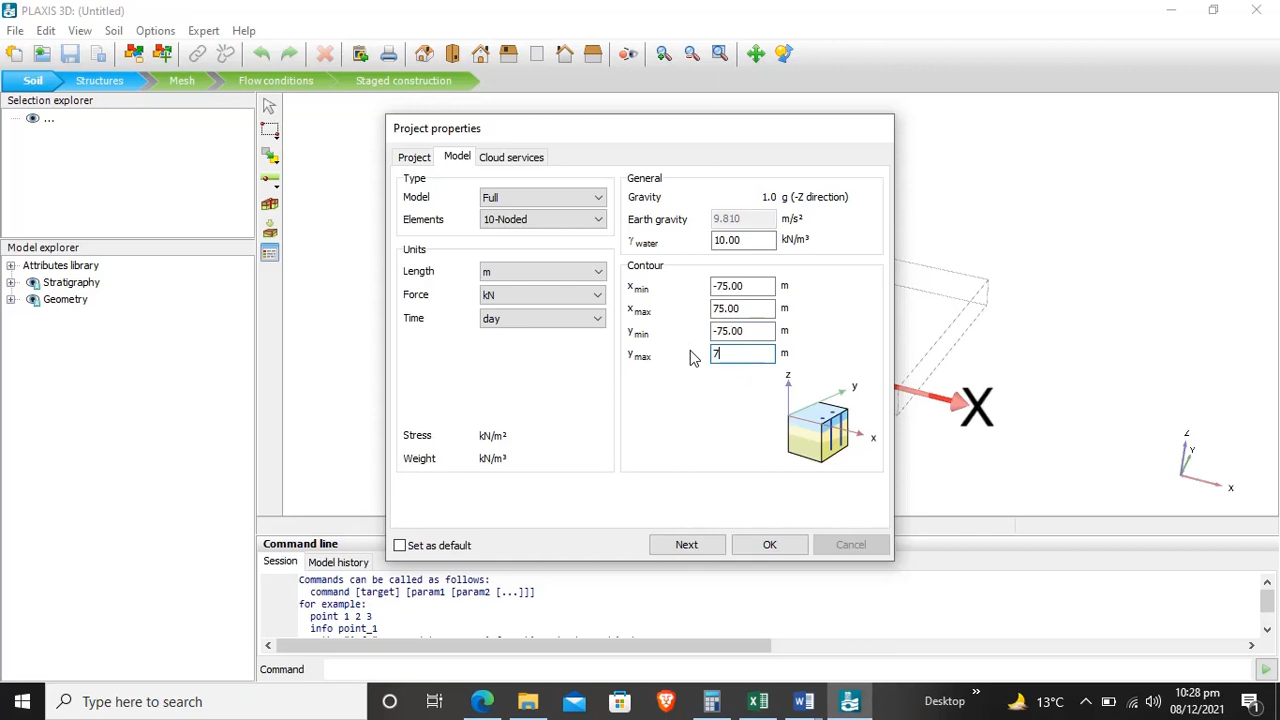 PLAXIS 3D: (Untitled)
File Edit View Soil Options Expert Help
Soil Structures Mesh Flow conditions Staged construction
Selection explorer
...
Model explorer
Attributes library
Stratigraphy
Geometry
Project properties
Project Model Cloud services
Type
Model Full
Elements 10-Noded
Units
Length m
Force kN
Time day
Stress kN/m²
Weight kN/m³
General
Gravity 1.0 g (-Z direction)
Earth gravity 9.810 m/s²
γ water 10.00 kN/m³
Contour
x min -75.00 m
x max 75.00 m
y min -75.00 m
y max 7 m
z
y
x
Set as default
Next OK Cancel
X
Z
Y
X
Command line
Session Model history
Commands can be called as follows:
command [target] [param1 [param2 [...]]]
for example:
point 1 2 3
info point_1
Command
Type here to search
Desktop
13°C
10:28 pm
08/12/2021
1